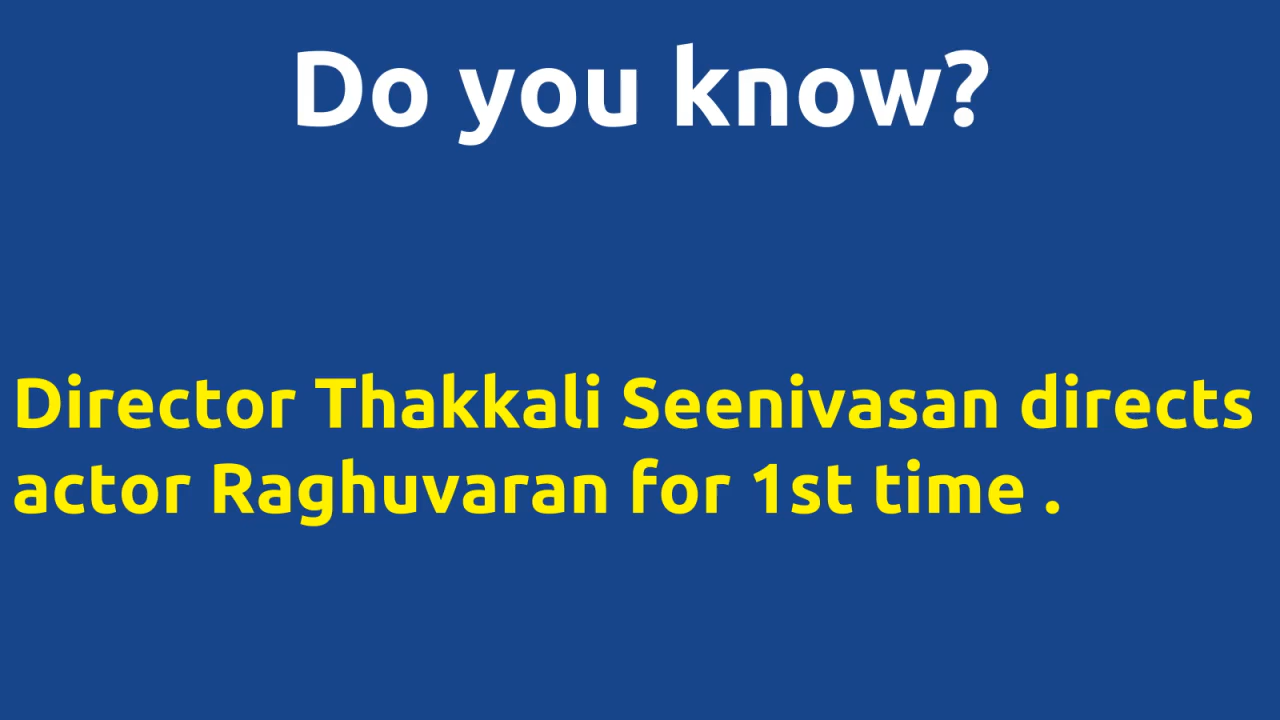 Do you know?
Director Thakkali Seenivasan directs
actor Raghuvaran for 1st time .